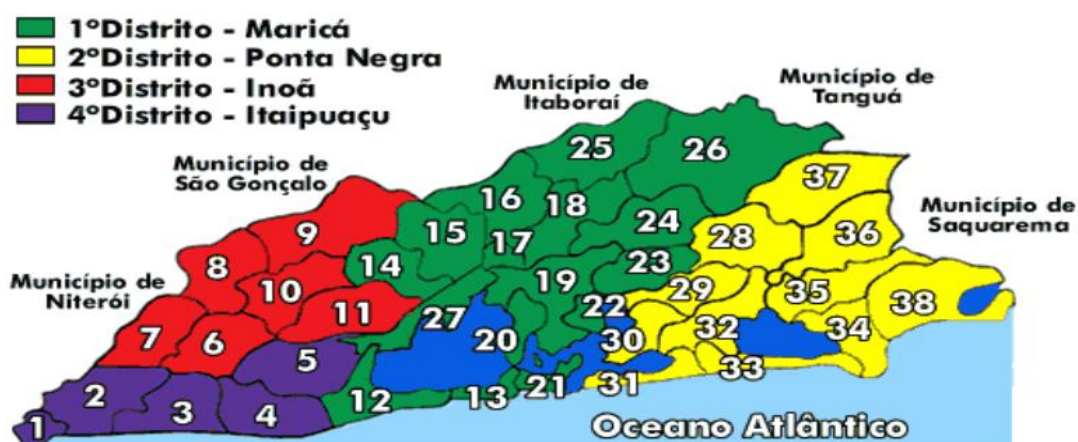 1ºDistrito - Maricá
2ºDistrito - Ponta Negra
3ºDistrito - Inoã
4ºDistrito - Itaipuaçu
Município de
Itaboraí
Município de
Tanguá
Município de
São Gonçalo
Município de
Saquarema
Município de
Niterói
25
26
37
16
18
9
15
24
28
36
17
8
14
23
10
19
29
35
38
11
22
27
7
6
20
30
32
34
5
33
21
31
2
12
13
3
4
1
Oceano Atlântico